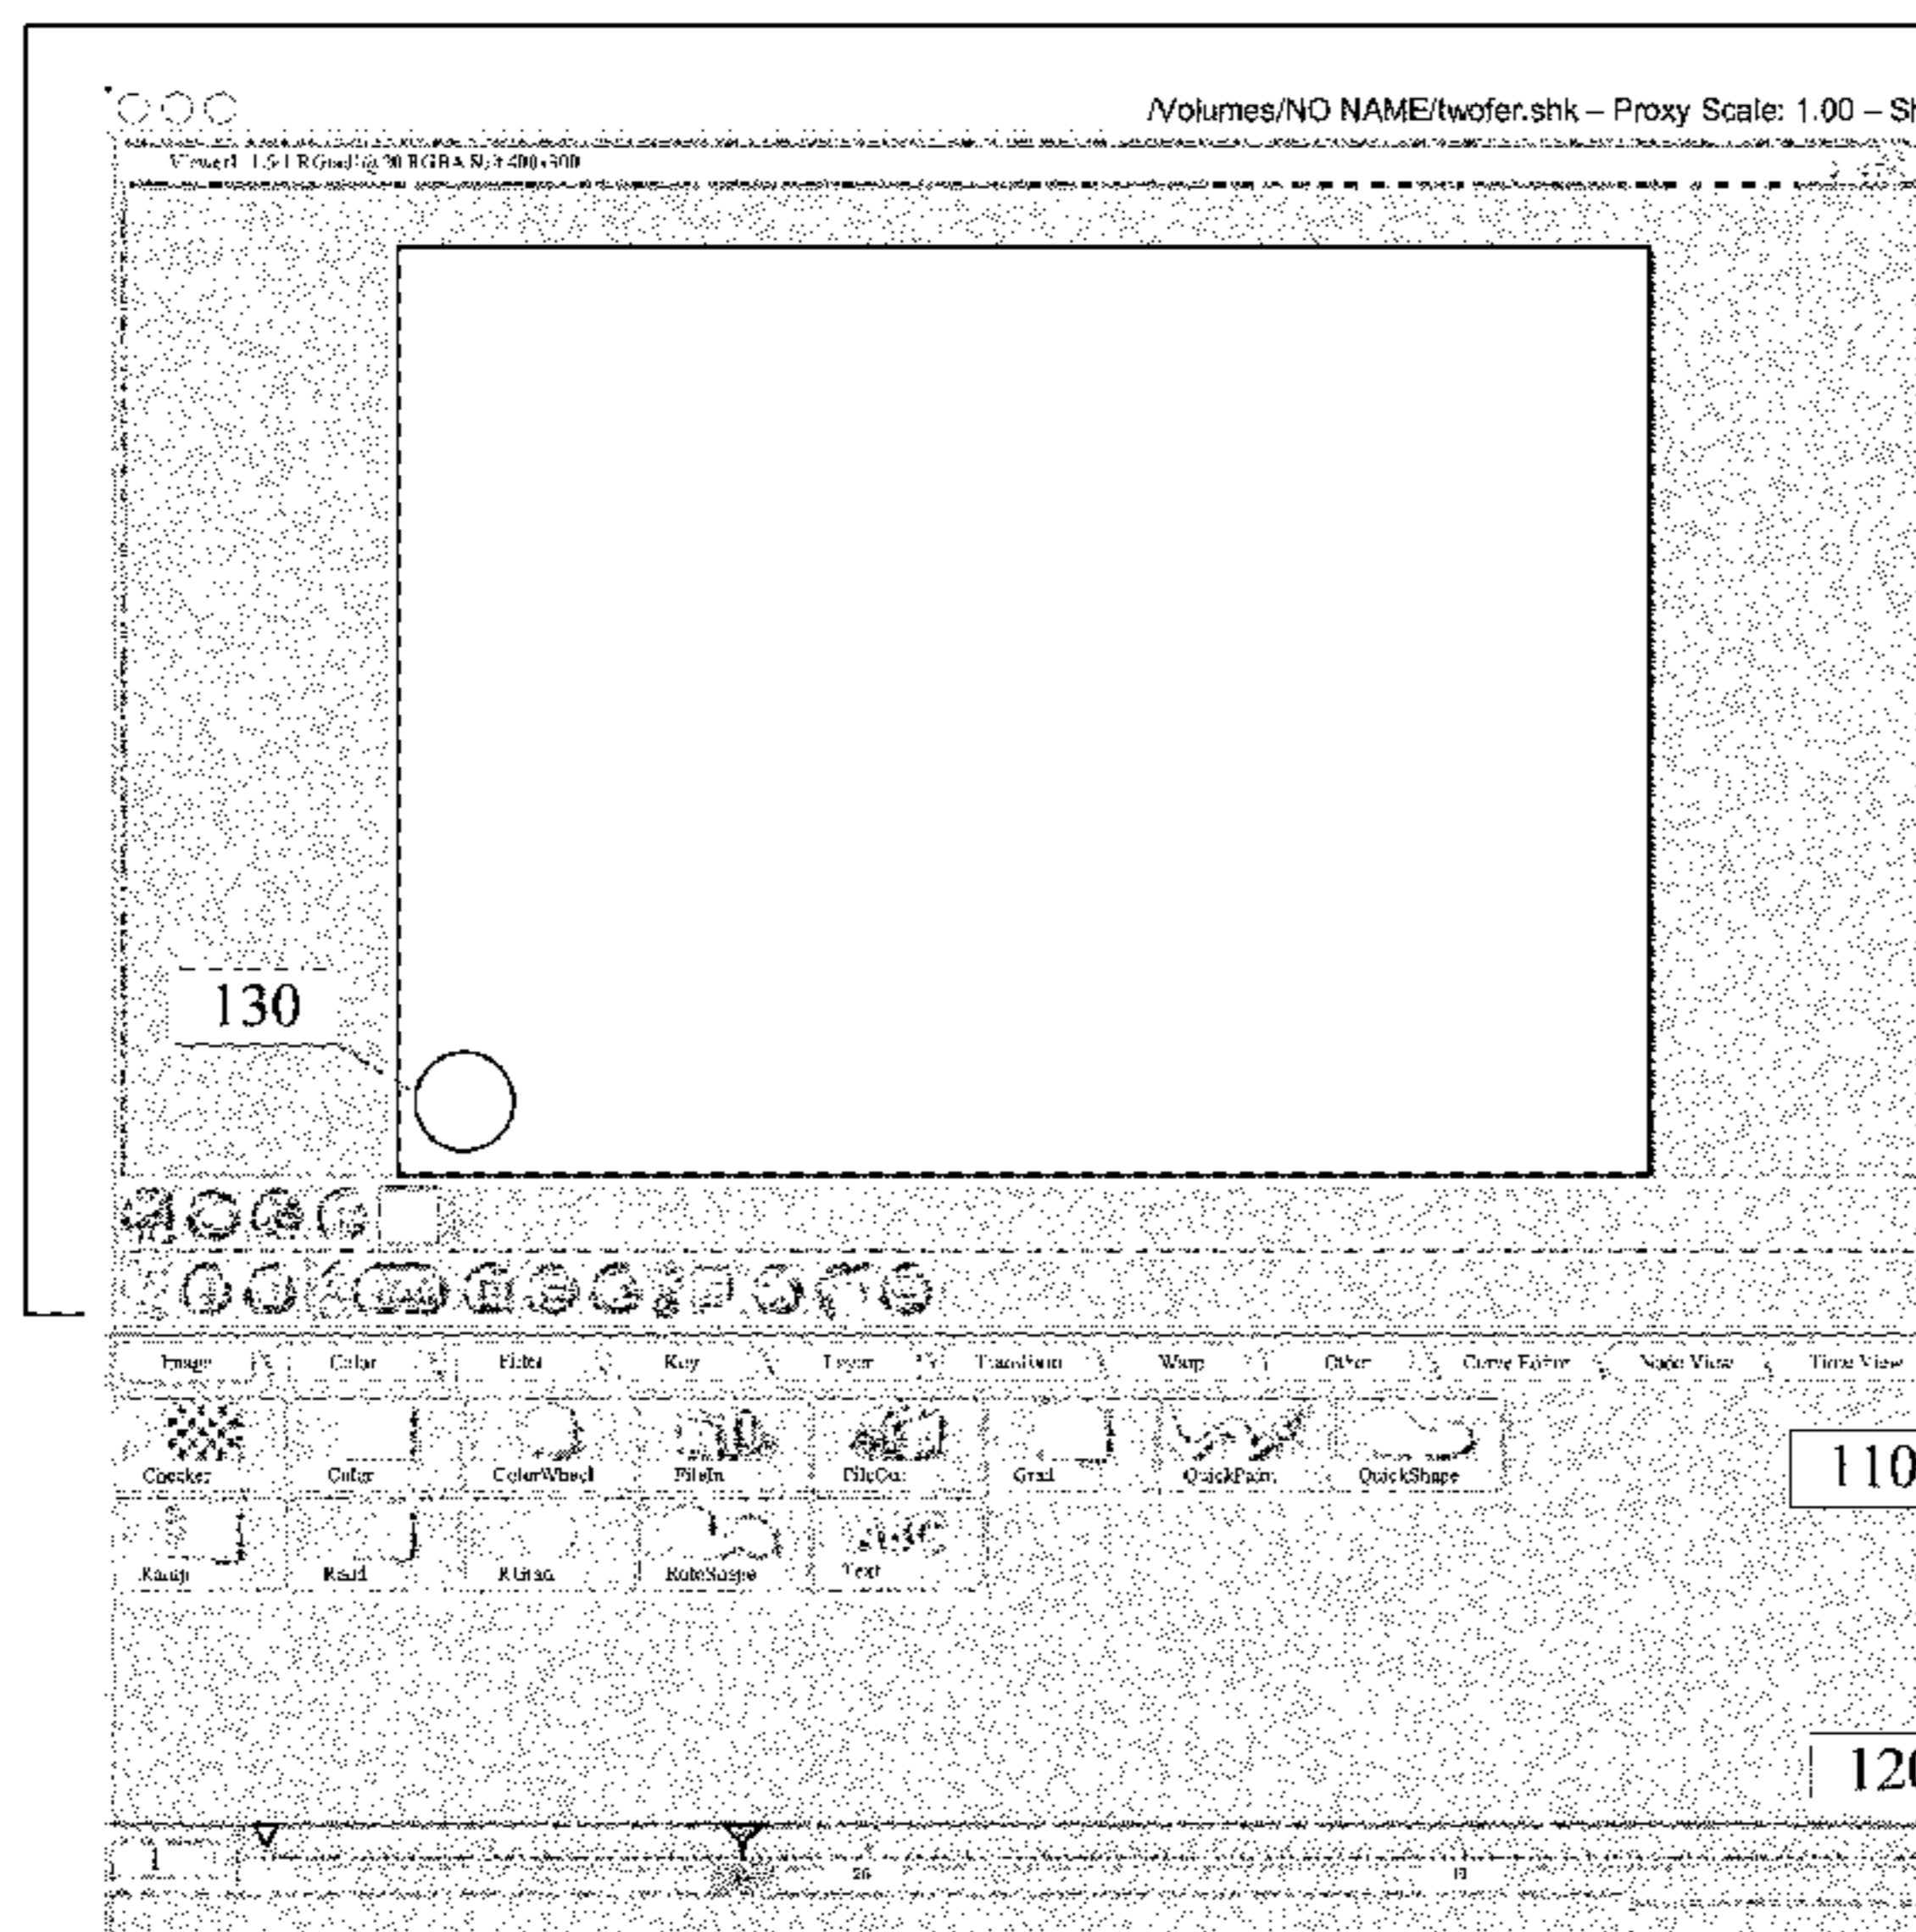 /Volumes/NO NAME/twofer.shk – Proxy Scale: 1.00 – Sh
130
Image Color Filter Key Layer Transform Warp Other Curve Editor Node View Time View
110
Checker Color ColorWheel FileIn FileOut Grad QuickPaint QuickShape
Ramp Rand RGrad RotoShape Text
120
1